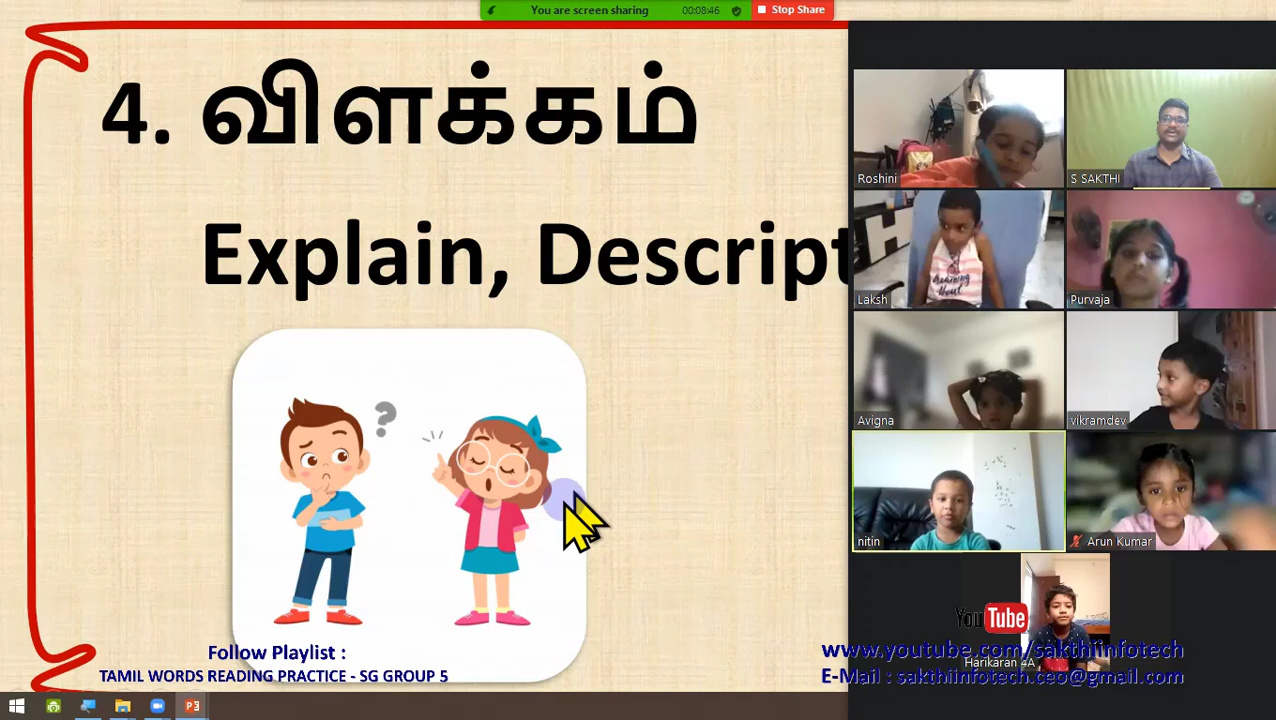 You are screen sharing
00:08:46
Stop Share
4. விளக்கம்
Explain, Descript
?
Roshini
S SAKTHI
Laksh
Purvaja
Avigna
vikramdev
nitin
Arun Kumar
YouTube
Harikaran 4A
Follow Playlist :
TAMIL WORDS READING PRACTICE - SG GROUP 5
www.youtube.com/sakthiinfotech
E-Mail : sakthiinfotech.ceo@gmail.com